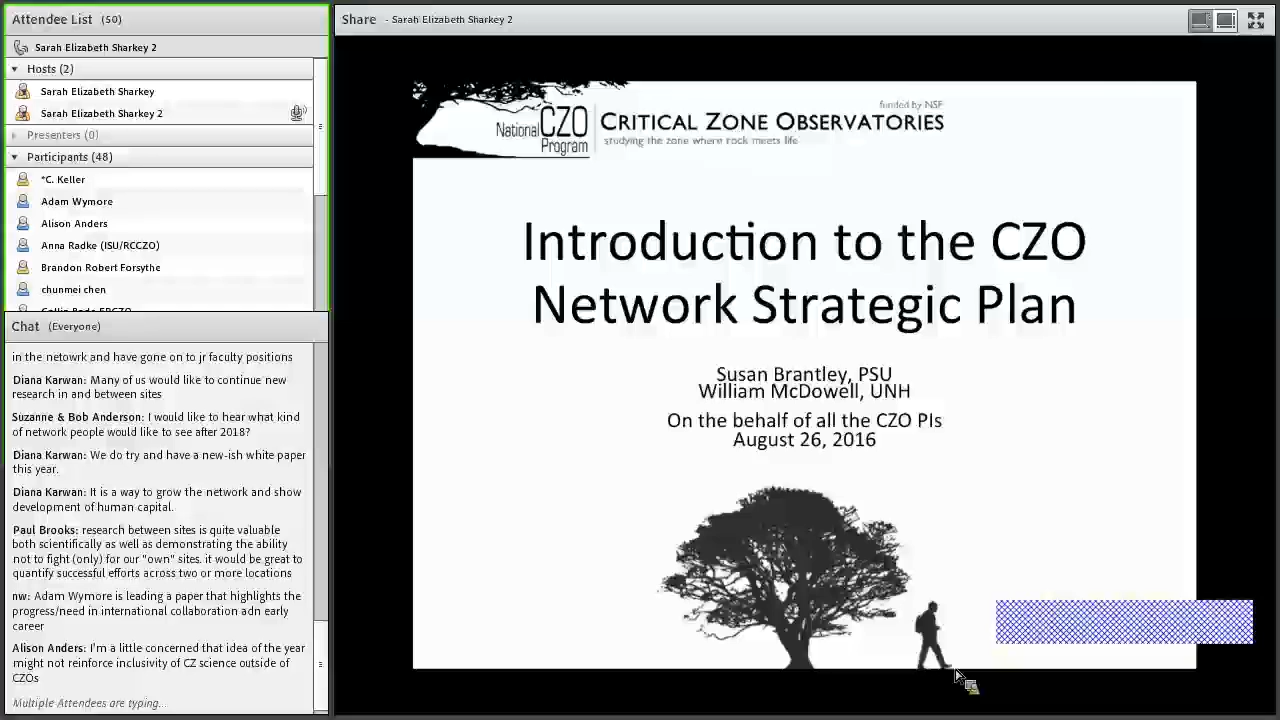 Attendee List (50)
Sarah Elizabeth Sharkey 2
Hosts (2)
Sarah Elizabeth Sharkey
Sarah Elizabeth Sharkey 2
Presenters (0)
Participants (48)
*C. Keller
Adam Wymore
Alison Anders
Anna Radke (ISU/RCCZO)
Brandon Robert Forsythe
chunmei chen
Chat (Everyone)
in the netowrk and have gone on to jr faculty positions
Diana Karwan: Many of us would like to continue new
research in and between sites
Suzanne & Bob Anderson: I would like to hear what kind
of network people would like to see after 2018?
Diana Karwan: We do try and have a new-ish white paper
this year.
Diana Karwan: It is a way to grow the network and show
development of human capital.
Paul Brooks: research between sites is quite valuable
both scientifically as well as demonstrating the ability
not to fight (only) for our "own" sites. it would be great to
quantify successful efforts across two or more locations
nw: Adam Wymore is leading a paper that highlights the
progress/need in international collaboration adn early
career
Alison Anders: I'm a little concerned that idea of the year
might not reinforce inclusivity of CZ science outside of
CZOs
Multiple Attendees are typing...
Share - Sarah Elizabeth Sharkey 2
National CZO Program
funded by NSF
CRITICAL ZONE OBSERVATORIES
studying the zone where rock meets life
Introduction to the CZO
Network Strategic Plan
Susan Brantley, PSU
William McDowell, UNH
On the behalf of all the CZO PIs
August 26, 2016